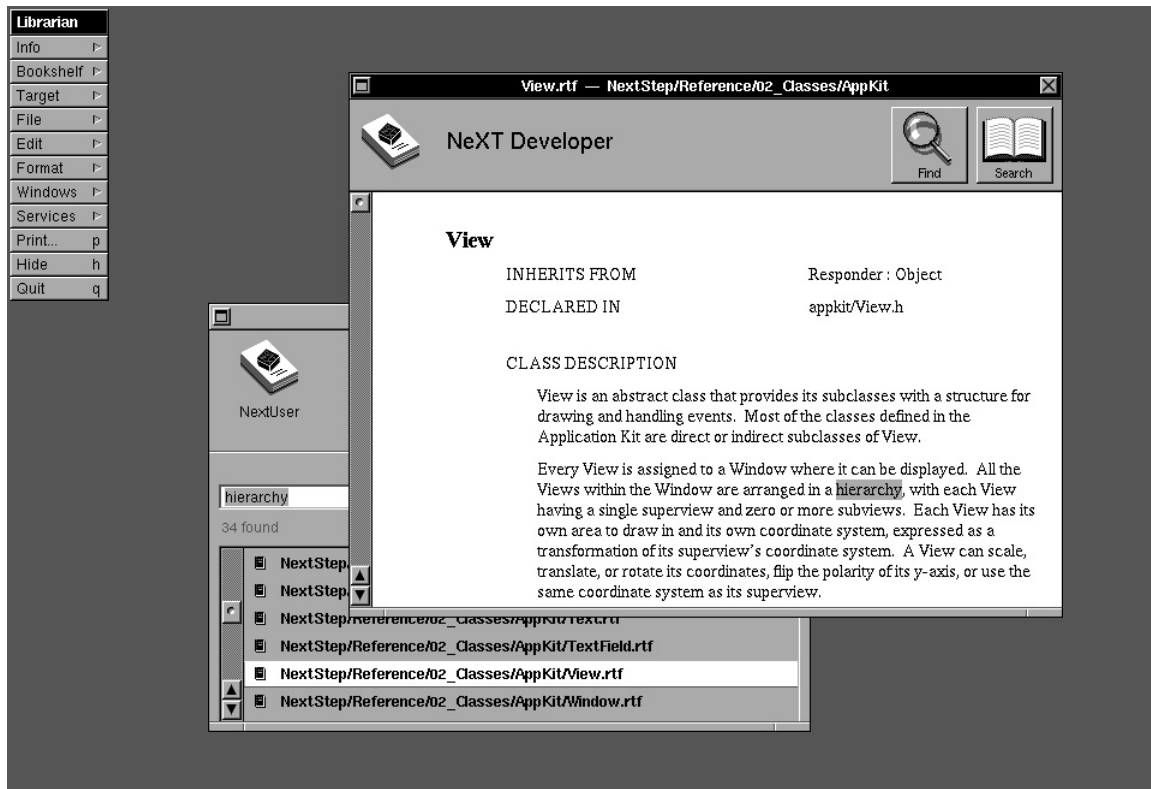 Librarian
Info
Bookshelf
Target
File
Edit
Format
Windows
Services
Print... p
Hide h
Quit q
View.rtf — NextStep/Reference/02_Classes/AppKit
NeXT Developer
Find
Search
View
INHERITS FROM Responder : Object
DECLARED IN appkit/View.h
CLASS DESCRIPTION
View is an abstract class that provides its subclasses with a structure for
drawing and handling events. Most of the classes defined in the
Application Kit are direct or indirect subclasses of View.
Every View is assigned to a Window where it can be displayed. All the
Views within the Window are arranged in a hierarchy, with each View
having a single superview and zero or more subviews. Each View has its
own area to draw in and its own coordinate system, expressed as a
transformation of its superview's coordinate system. A View can scale,
translate, or rotate its coordinates, flip the polarity of its y-axis, or use the
same coordinate system as its superview.
NextUser
hierarchy
34 found
NextStep
NextStep
NextStep/Reference/02_Classes/AppKit/Text.rtf
NextStep/Reference/02_Classes/AppKit/TextField.rtf
NextStep/Reference/02_Classes/AppKit/View.rtf
NextStep/Reference/02_Classes/AppKit/Window.rtf